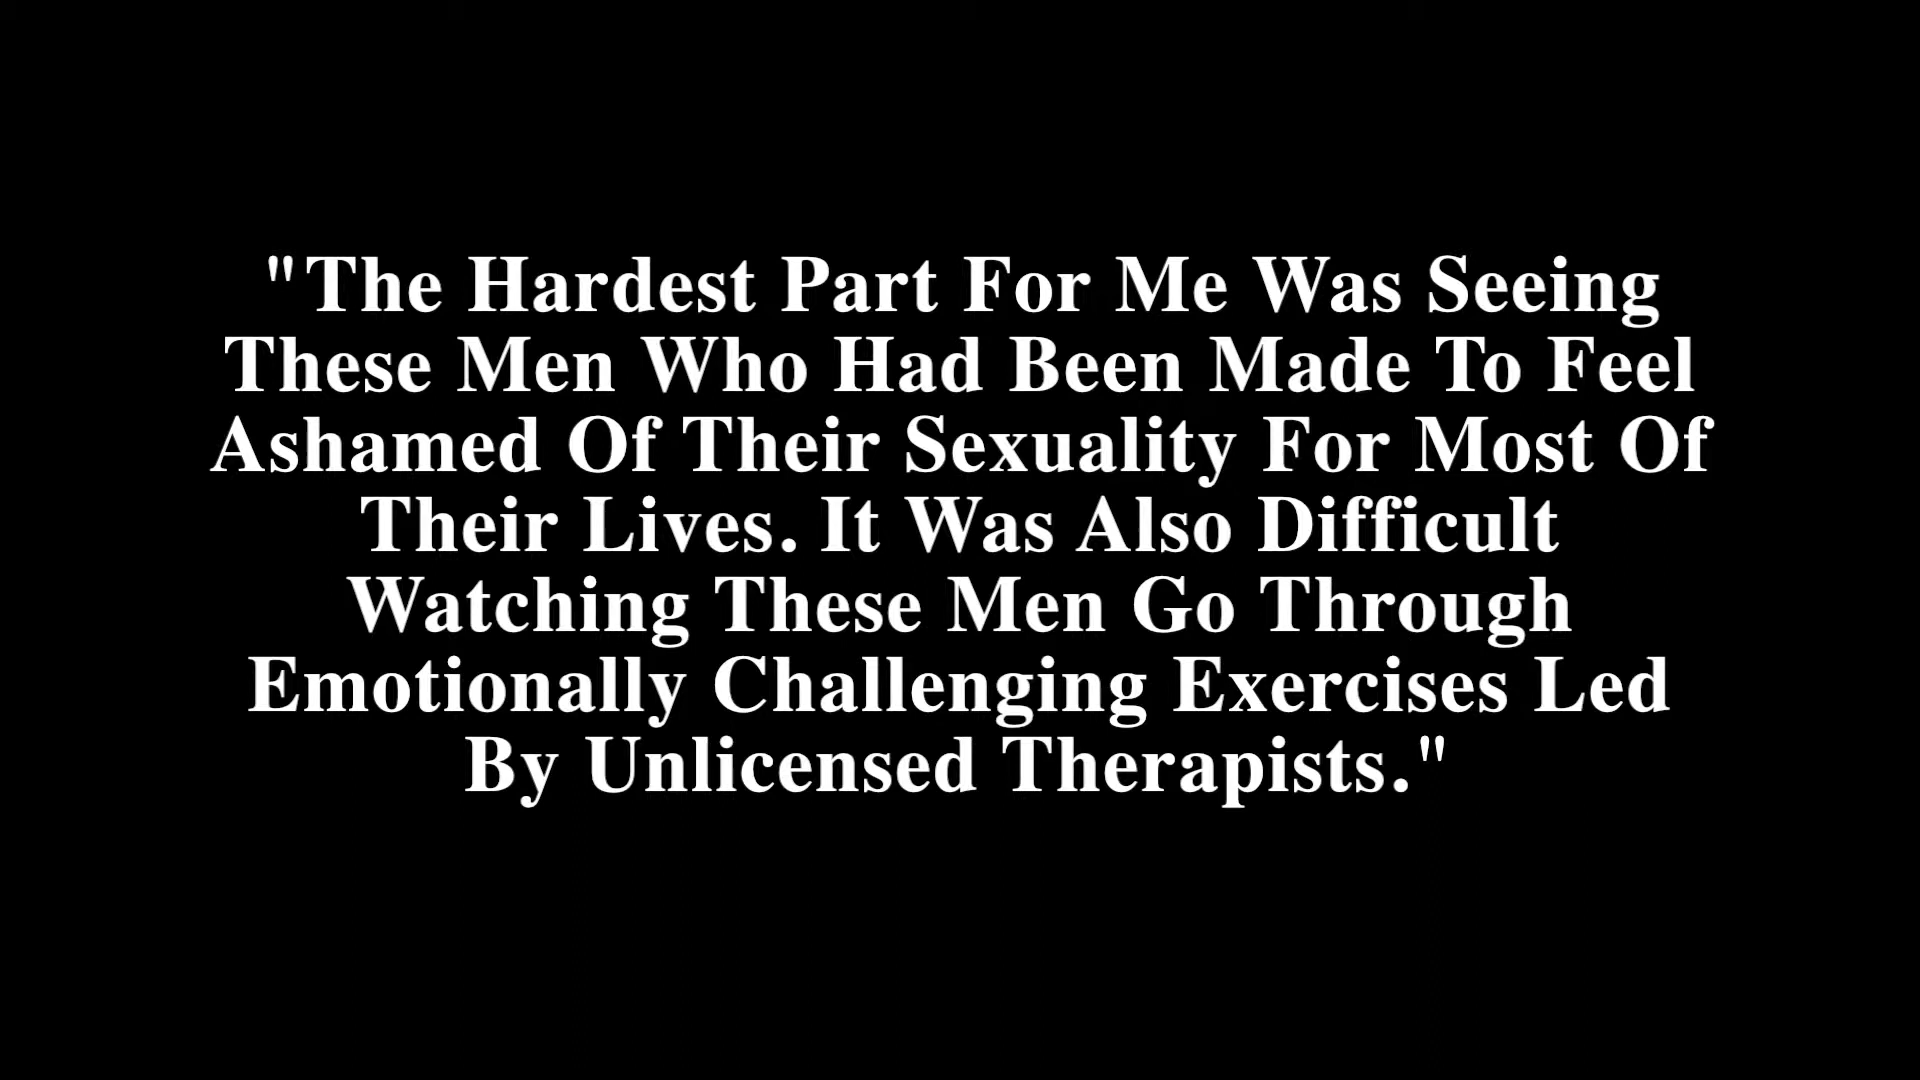 "The Hardest Part For Me Was Seeing
These Men Who Had Been Made To Feel
Ashamed Of Their Sexuality For Most Of
Their Lives. It Was Also Difficult
Watching These Men Go Through
Emotionally Challenging Exercises Led
By Unlicensed Therapists."